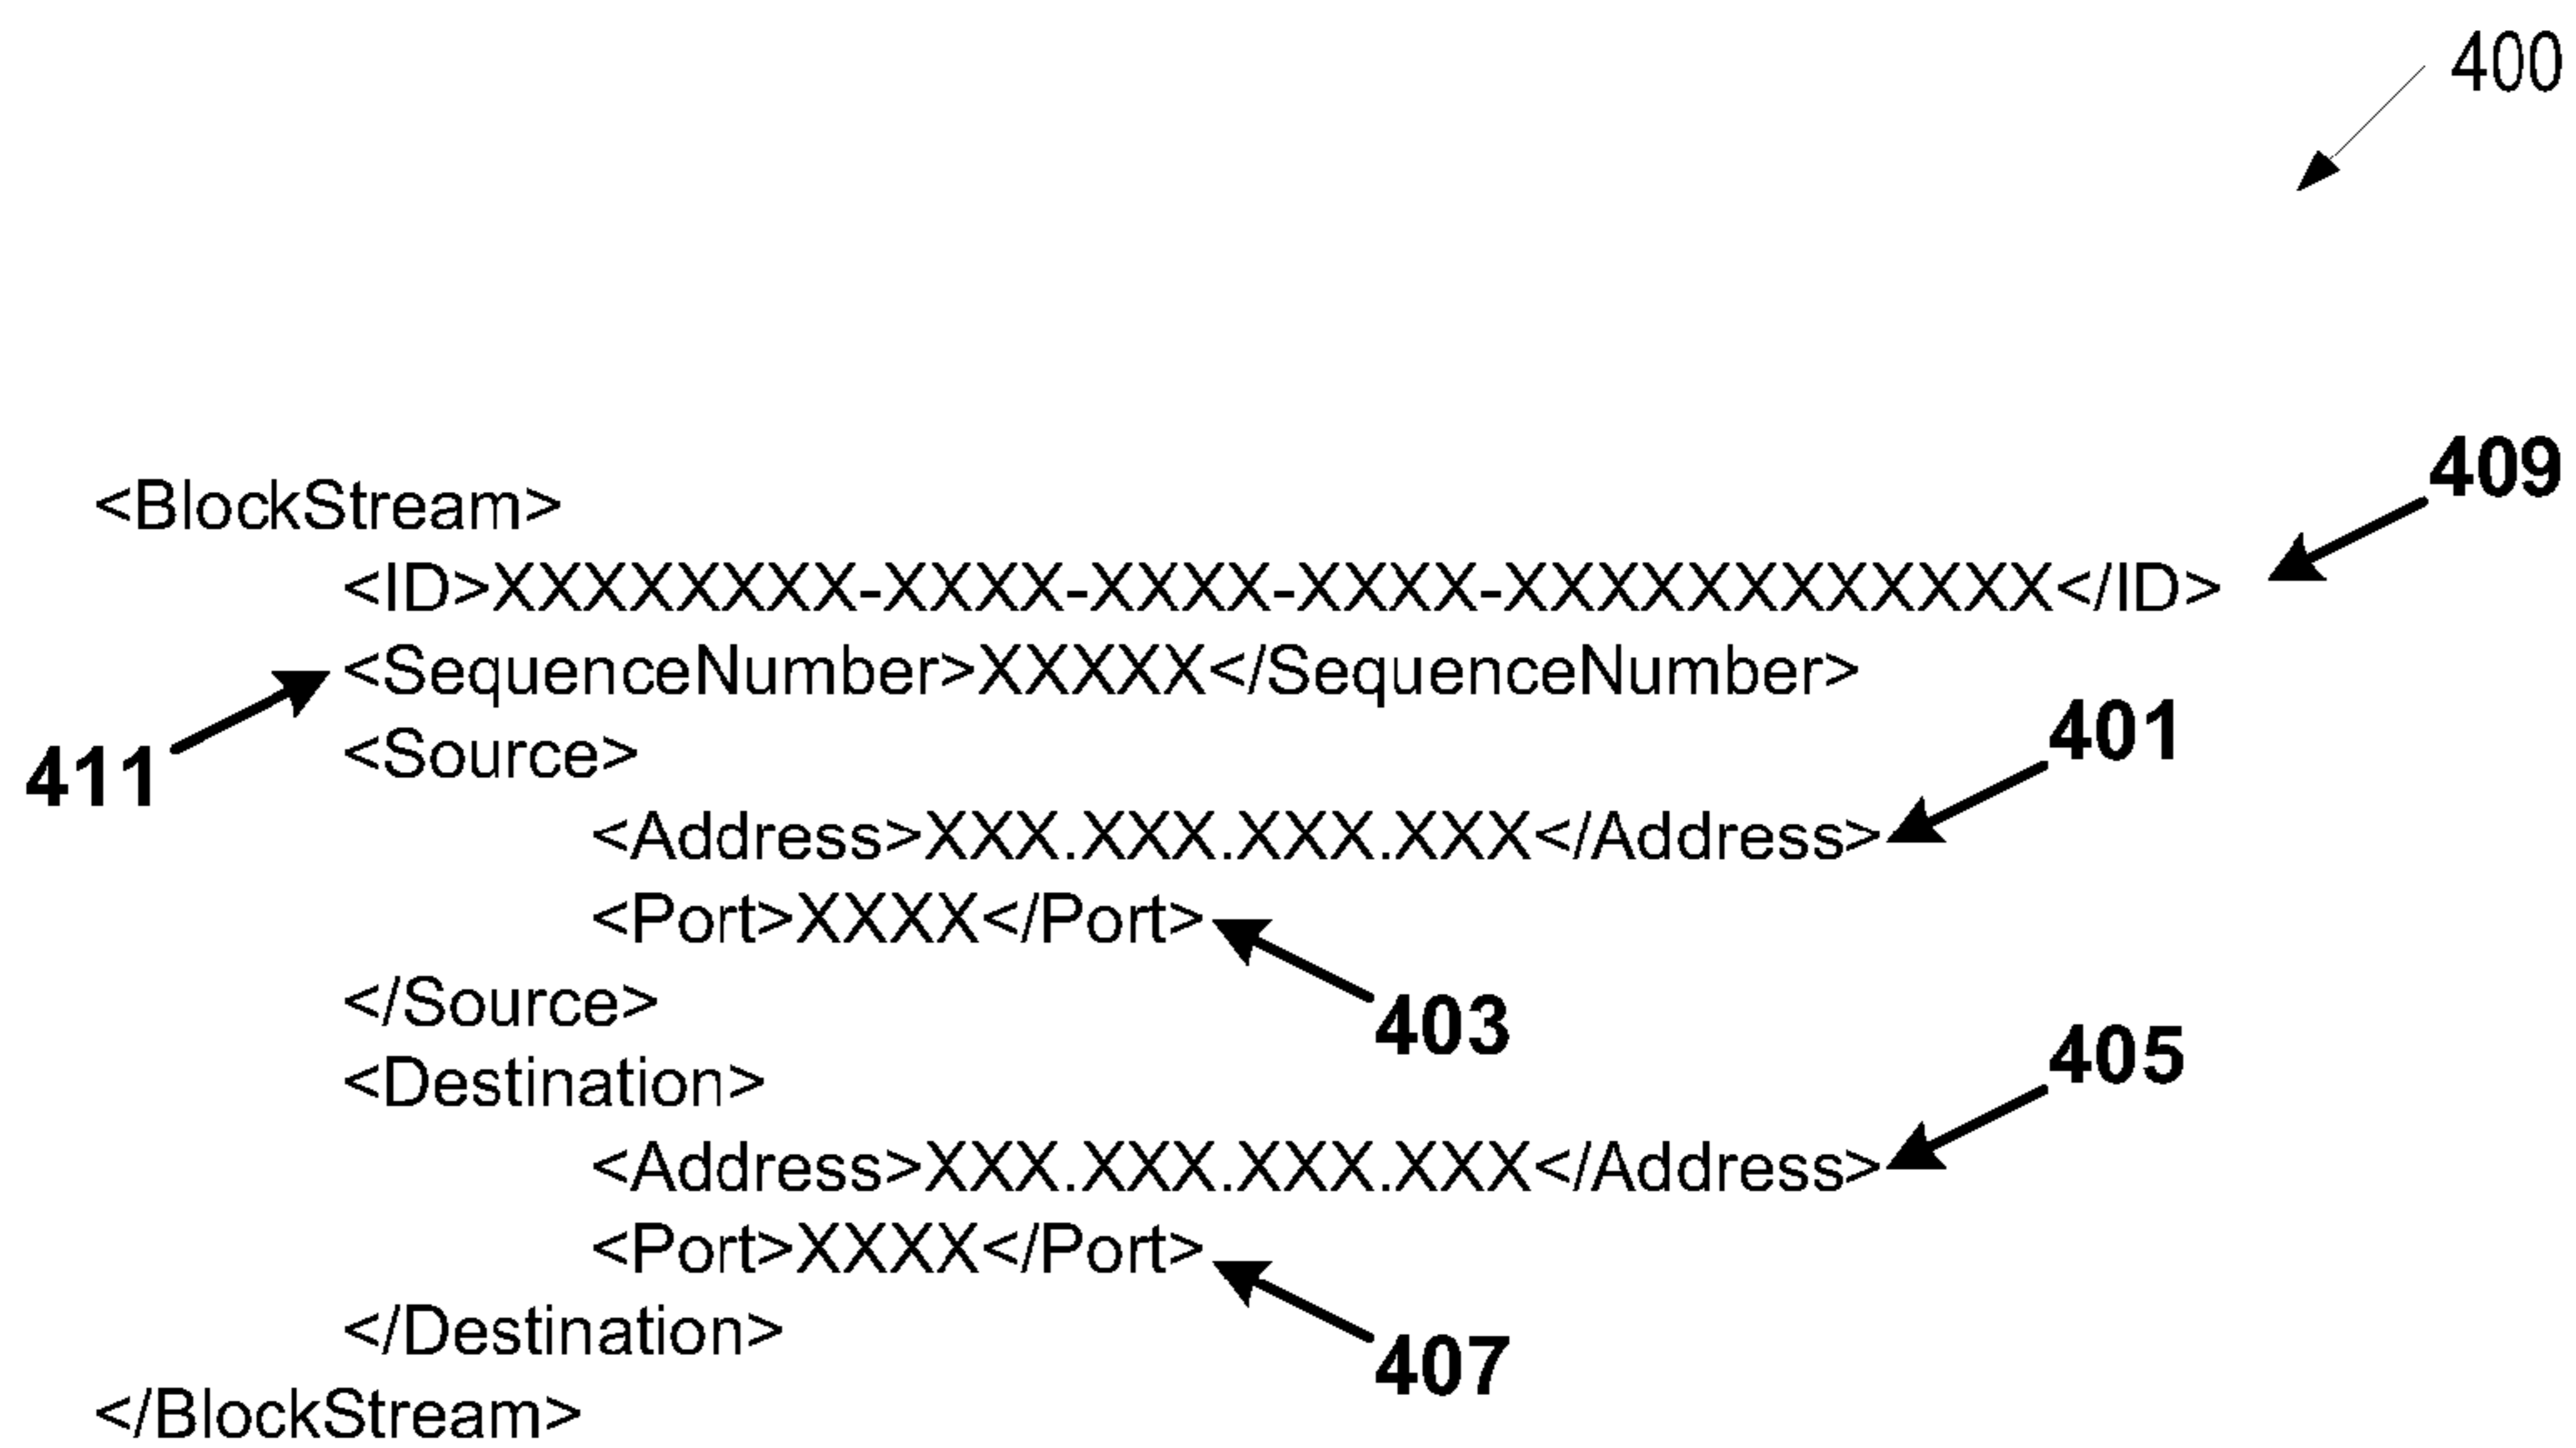 400
409
<BlockStream>
<ID>XXXXXXXX-XXXX-XXXX-XXXX-XXXXXXXXXXXX</ID>
<SequenceNumber>XXXXX</SequenceNumber>
411
<Source>
401
<Address>XXX.XXX.XXX.XXX</Address>
<Port>XXXX</Port>
403
</Source>
<Destination>
405
<Address>XXX.XXX.XXX.XXX</Address>
<Port>XXXX</Port>
407
</Destination>
</BlockStream>